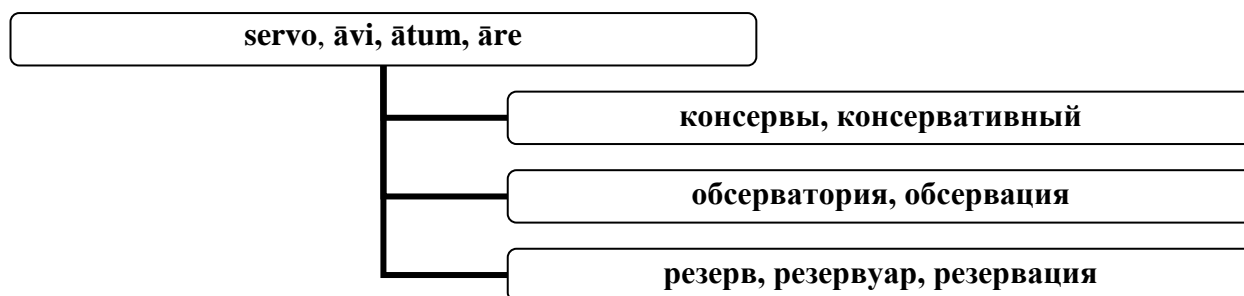 servo, āvi, ātum, āre
консервы, консервативный
обсерватория, обсервация
резерв, резервуар, резервация